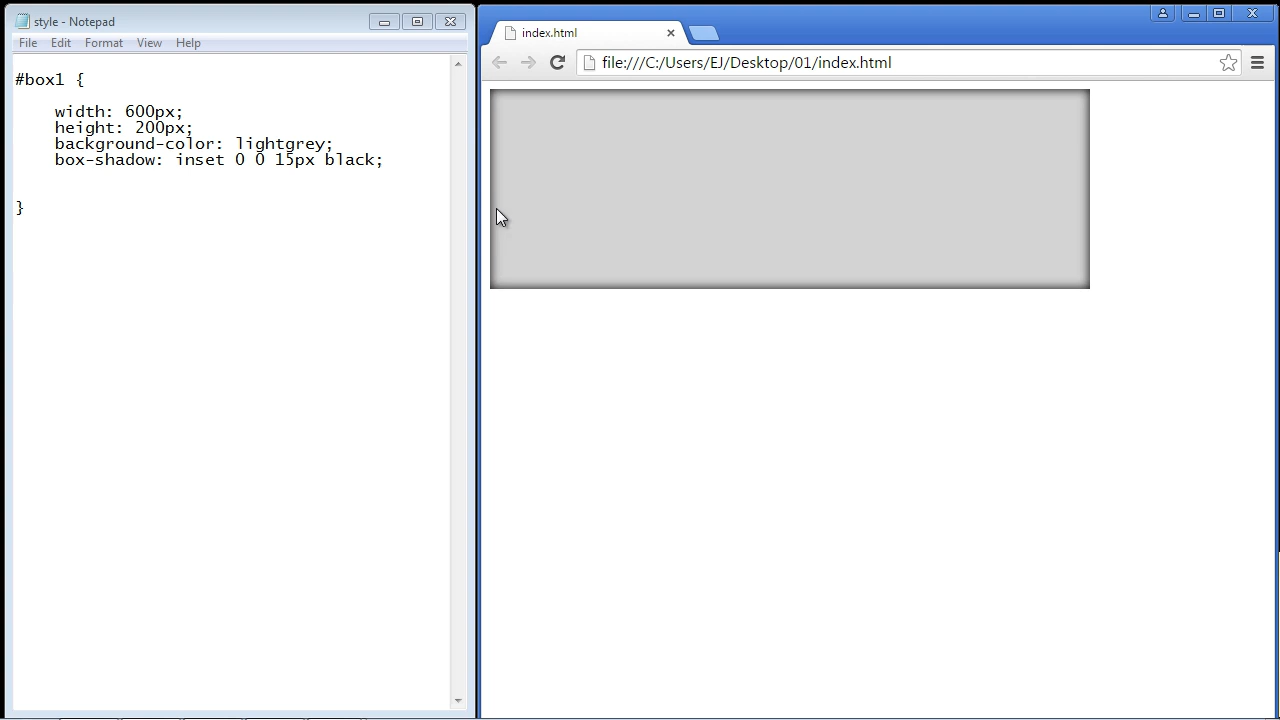 style - Notepad
File Edit Format View Help
#box1 {
width: 600px;
height: 200px;
background-color: lightgrey;
box-shadow: inset 0 0 15px black;
}
index.html
file:///C:/Users/EJ/Desktop/01/index.html